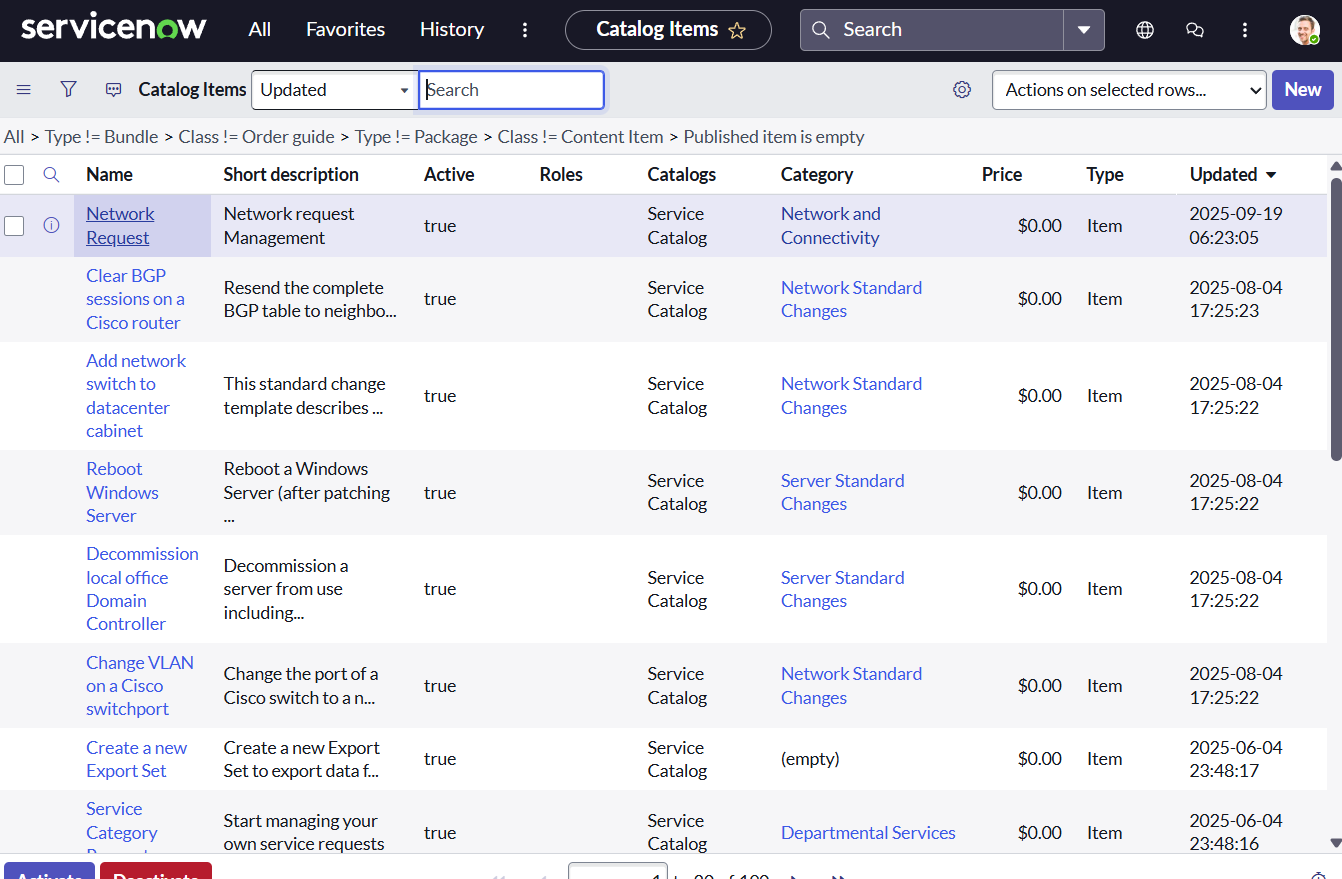 servicenow All Favorites History Catalog Items Search
Catalog Items Updated Search Actions on selected rows... New
All > Type != Bundle > Class != Order guide > Type != Package > Class != Content Item > Published item is empty
Name Short description Active Roles Catalogs Category Price Type Updated
Network Request Network request Management true Service Catalog Network and Connectivity $0.00 Item 2025-09-19 06:23:05
Clear BGP sessions on a Cisco router Resend the complete BGP table to neighbo... true Service Catalog Network Standard Changes $0.00 Item 2025-08-04 17:25:23
Add network switch to datacenter cabinet This standard change template describes ... true Service Catalog Network Standard Changes $0.00 Item 2025-08-04 17:25:22
Reboot Windows Server Reboot a Windows Server (after patching ... true Service Catalog Server Standard Changes $0.00 Item 2025-08-04 17:25:22
Decommission local office Domain Controller Decommission a server from use including... true Service Catalog Server Standard Changes $0.00 Item 2025-08-04 17:25:22
Change VLAN on a Cisco switchport Change the port of a Cisco switch to a n... true Service Catalog Network Standard Changes $0.00 Item 2025-08-04 17:25:22
Create a new Export Set Create a new Export Set to export data f... true Service Catalog (empty) $0.00 Item 2025-06-04 23:48:17
Service Category Start managing your own service requests true Service Catalog Departmental Services $0.00 Item 2025-06-04 23:48:16
Activate Deactivate 1